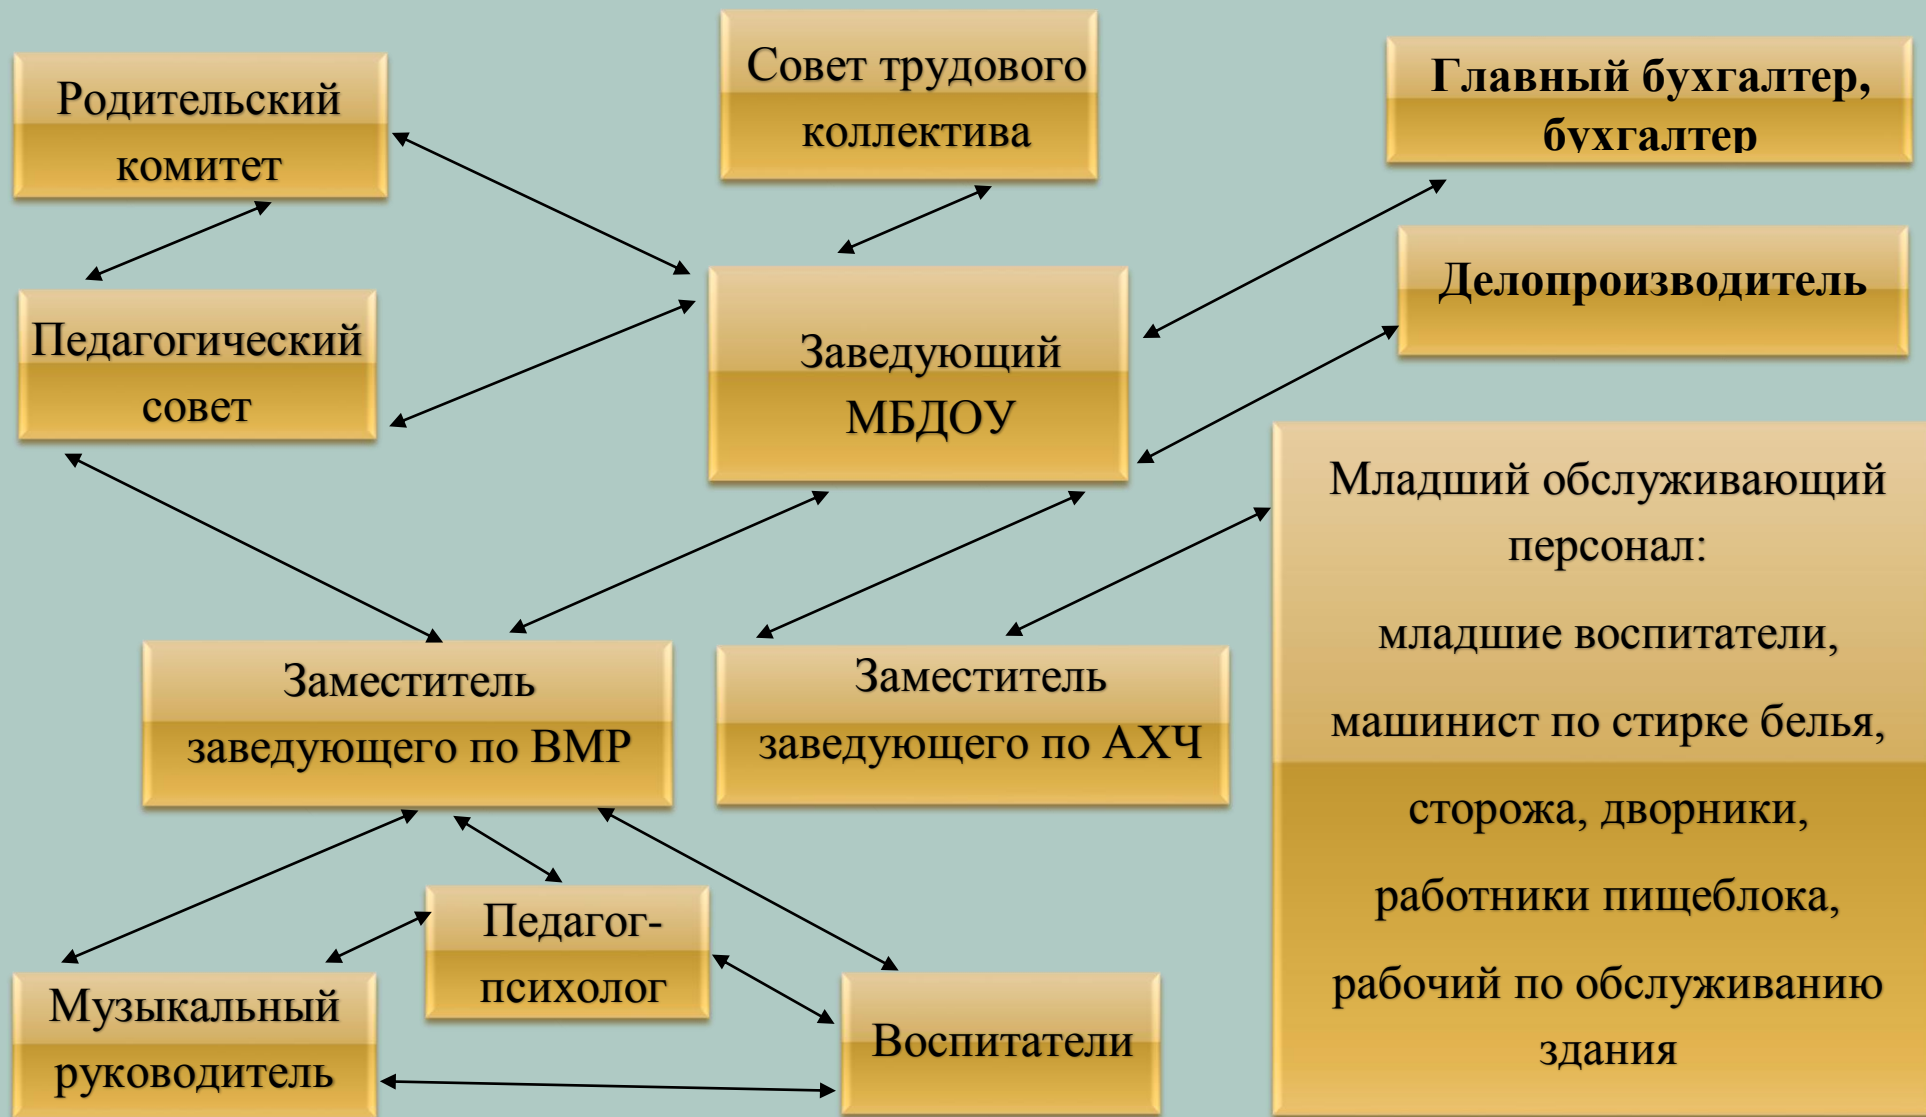 Родительский
комитет
Совет трудового
коллектива
Главный бухгалтер,
бухгалтер
Делопроизводитель
Педагогический
совет
Заведующий
МБДОУ
Младший обслуживающий
персонал:
младшие воспитатели,
машинист по стирке белья,
сторожа, дворники,
работники пищеблока,
рабочий по обслуживанию
здания
Заместитель
заведующего по ВМР
Заместитель
заведующего по АХЧ
Педагог-
психолог
Музыкальный
руководитель
Воспитатели